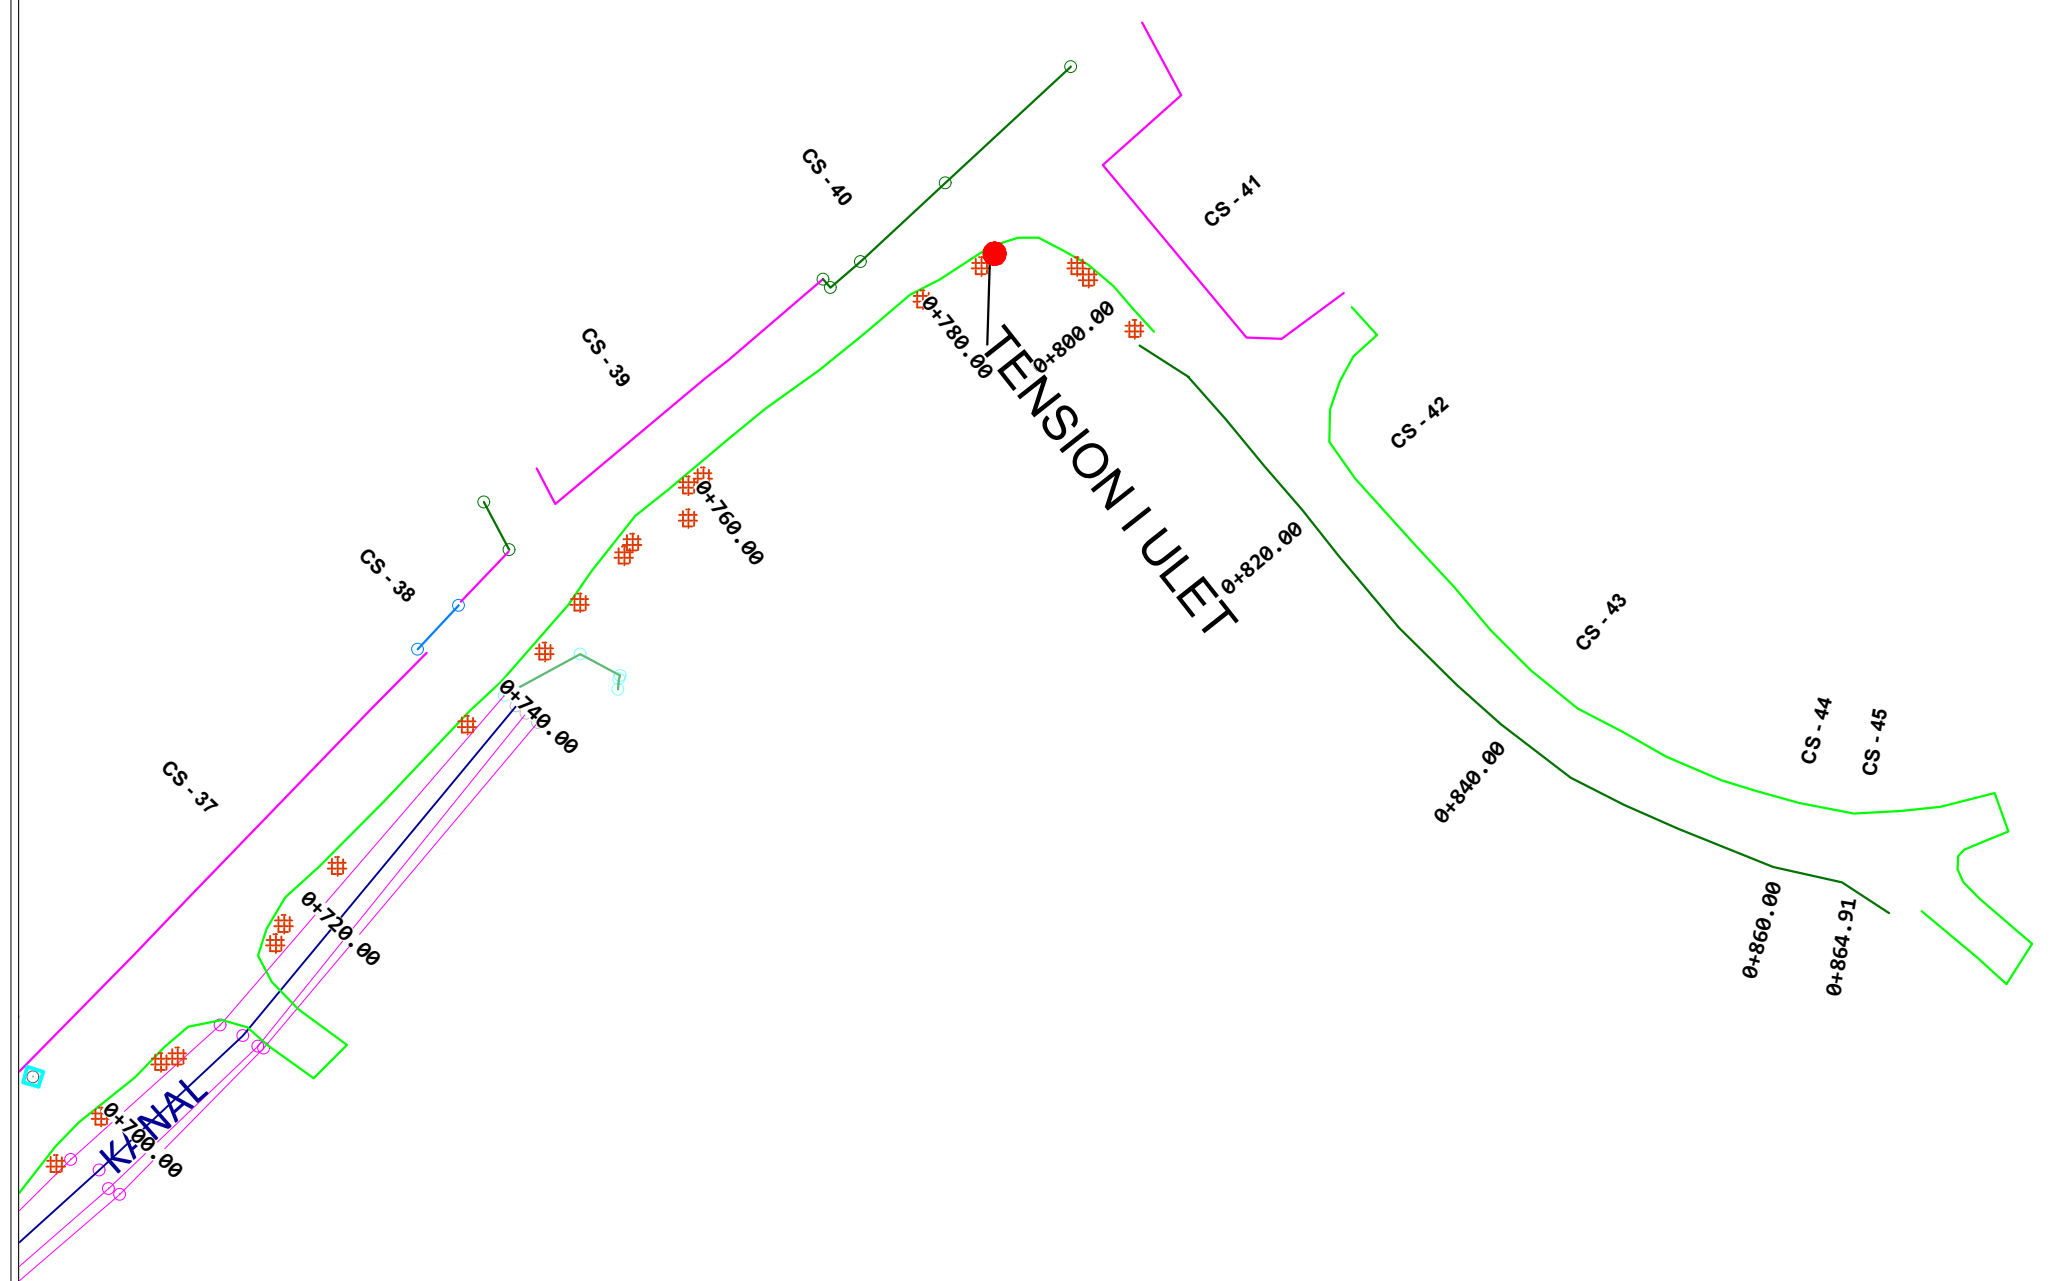 CS-40
CS-41
CS-39
0+780.00
0+800.00
TENSION I ULET
CS-42
CS-38
0+760.00
0+820.00
CS-43
0+740.00
CS-37
CS-44
CS-45
0+840.00
0+720.00
0+860.00
0+864.91
KANAL
0+700.00